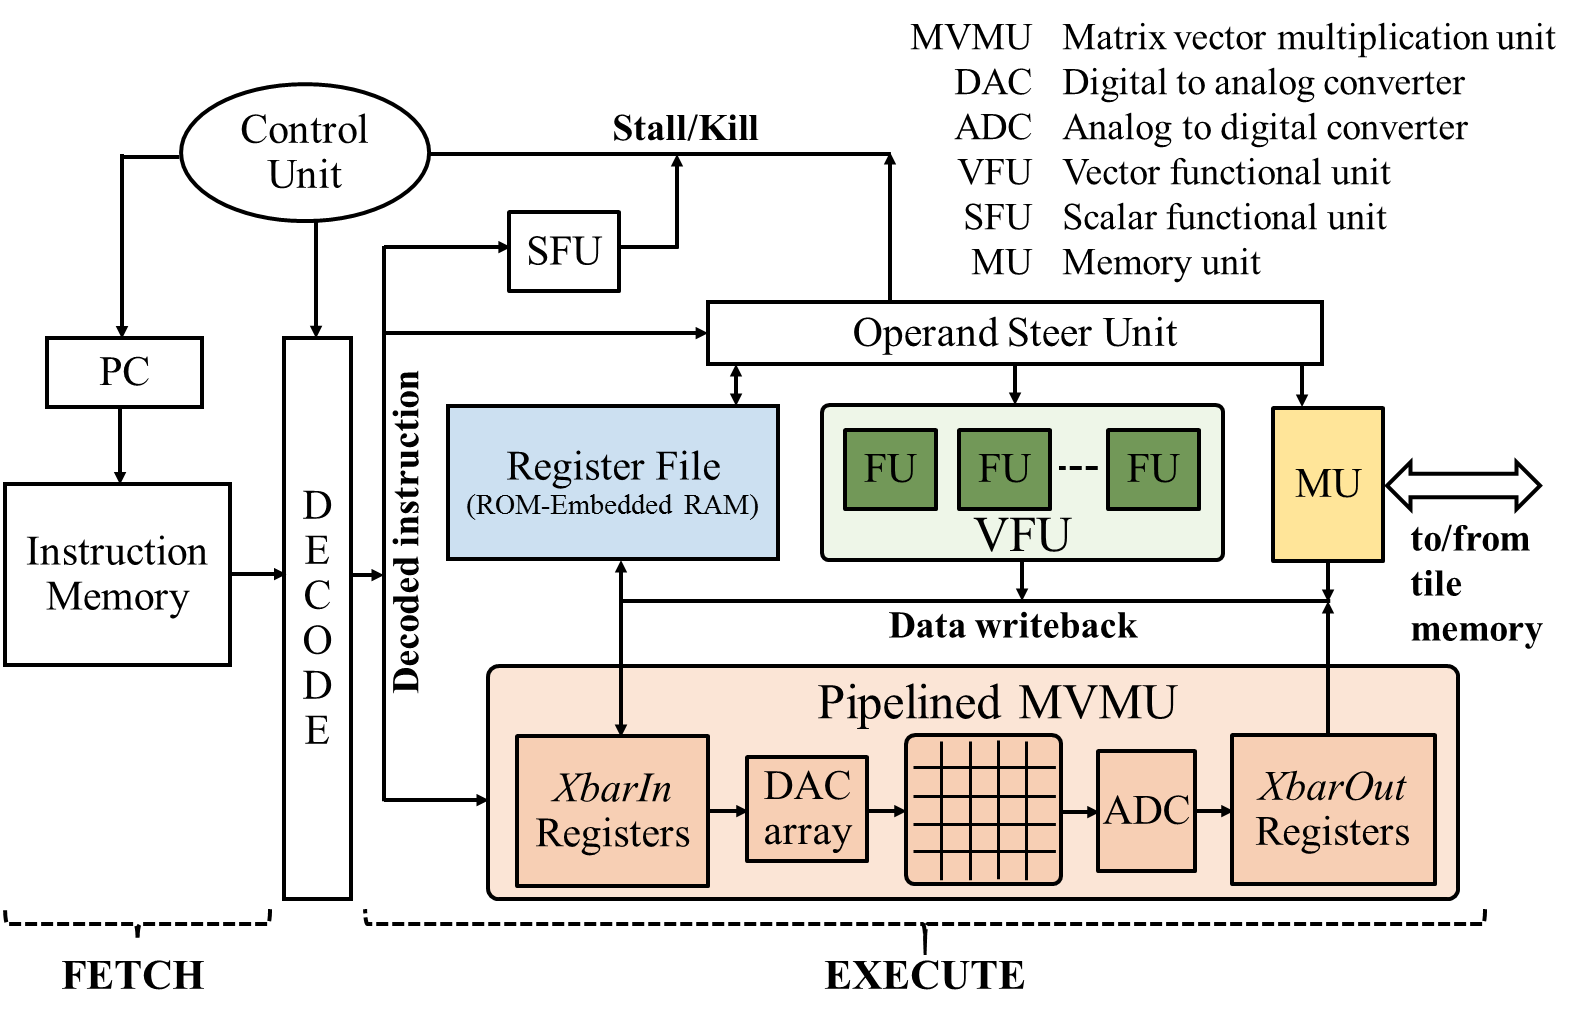 MVMU Matrix vector multiplication unit
DAC Digital to analog converter
ADC Analog to digital converter
VFU Vector functional unit
SFU Scalar functional unit
MU Memory unit
Control
Unit
Stall/Kill
SFU
Operand Steer Unit
PC
Instruction
Memory
DECODE
Decoded instruction
Register File
(ROM-Embedded RAM)
FU FU FU
VFU
MU
to/from
tile
memory
Data writeback
Pipelined MVMU
XbarIn
Registers
DAC
array
ADC
XbarOut
Registers
FETCH
EXECUTE